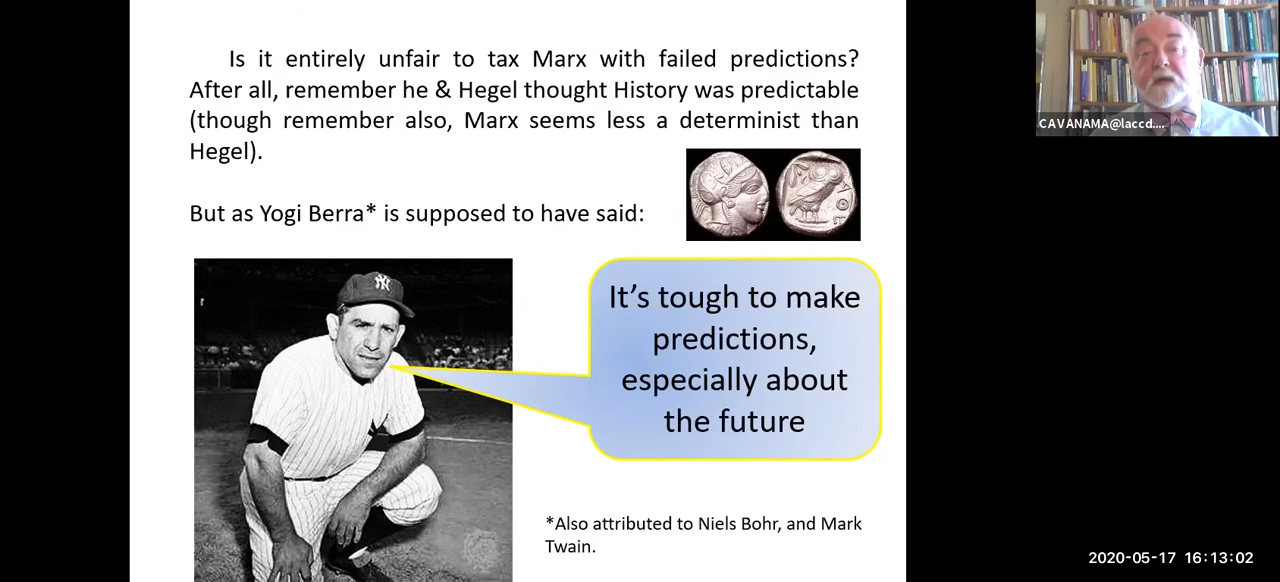 Is it entirely unfair to tax Marx with failed predictions?
After all, remember he & Hegel thought History was predictable
(though remember also, Marx seems less a determinist than
Hegel).
But as Yogi Berra* is supposed to have said:
It’s tough to make
predictions,
especially about
the future
*Also attributed to Niels Bohr, and Mark
Twain.
CAVANAMA@laccd....
2020-05-17 16:13:02